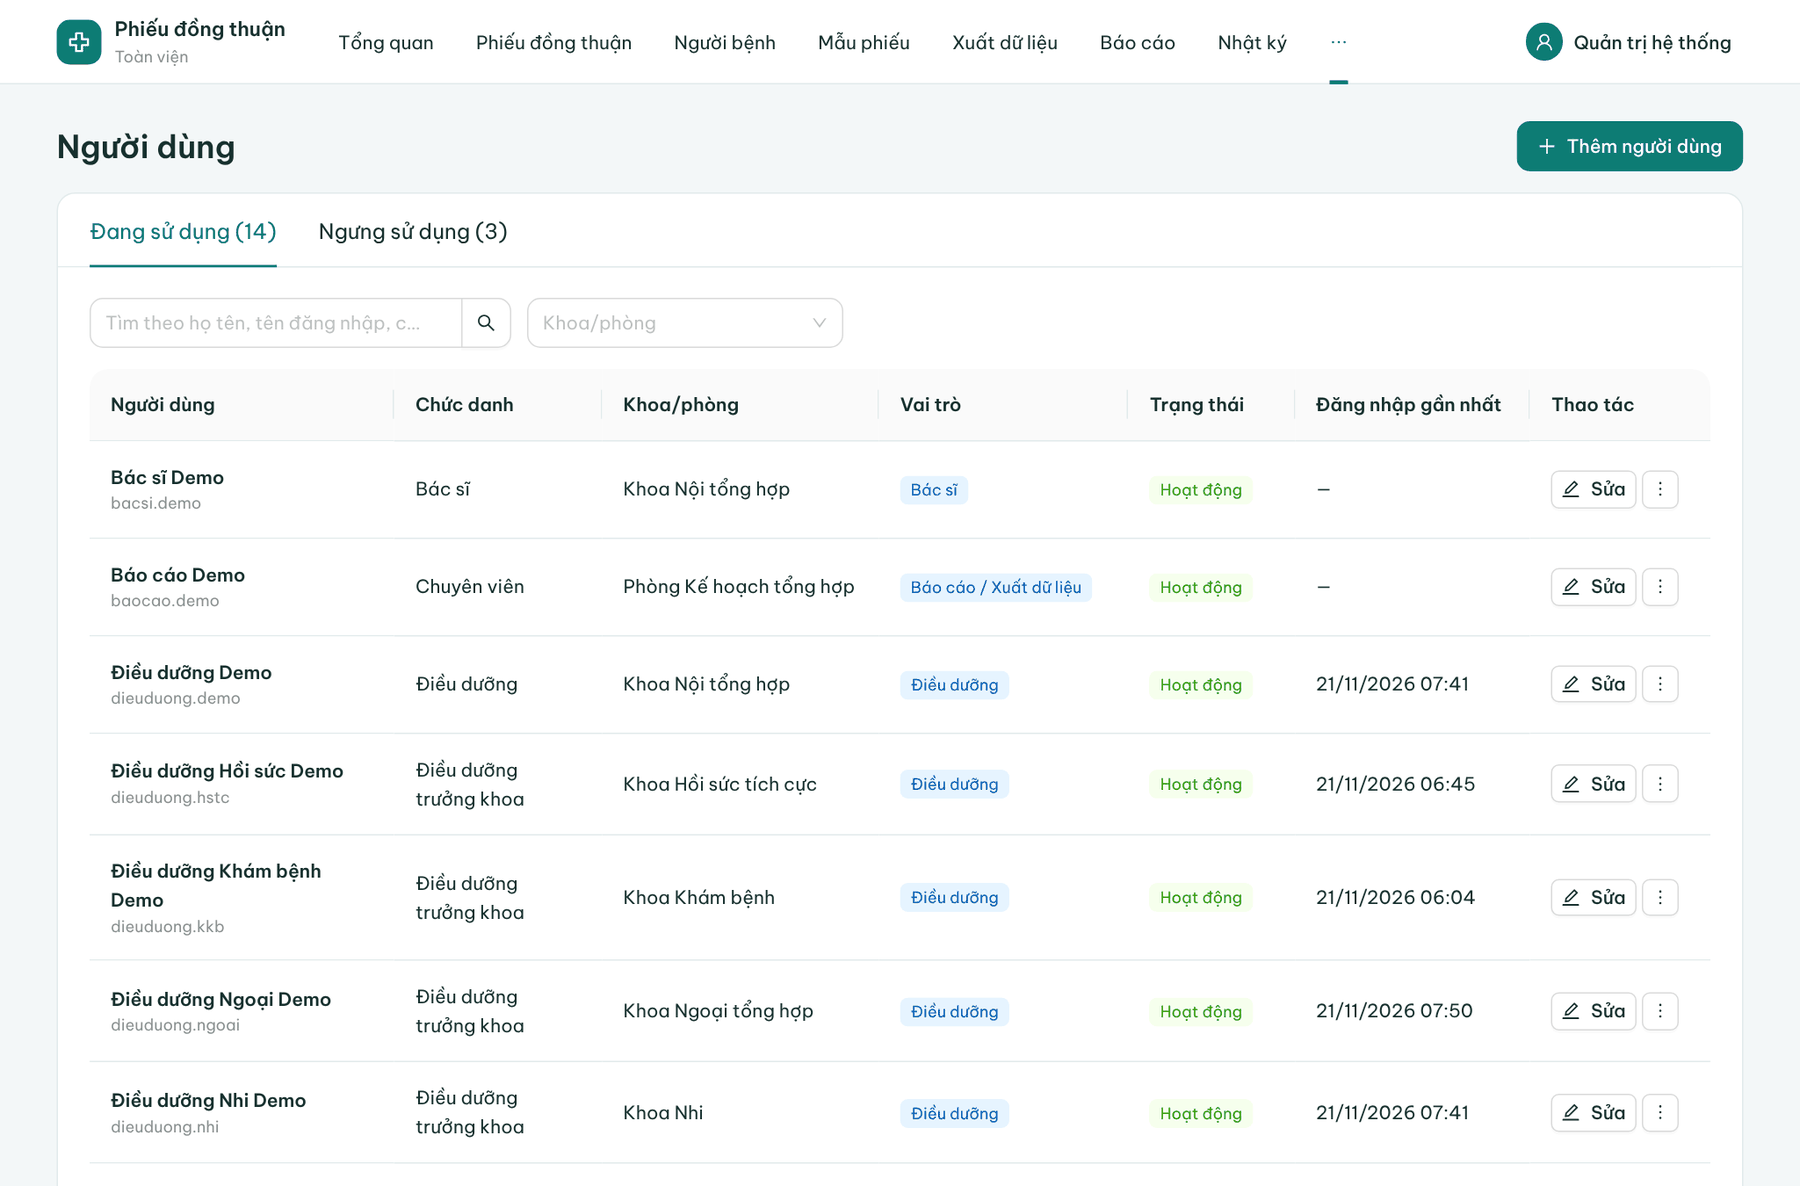 Phiếu đồng thuận
Toàn viện
Tổng quan
Phiếu đồng thuận
Người bệnh
Mẫu phiếu
Xuất dữ liệu
Báo cáo
Nhật ký
···
Quản trị hệ thống
Người dùng
+ Thêm người dùng
Đang sử dụng (14)
Ngưng sử dụng (3)
Tìm theo họ tên, tên đăng nhập, c...
Khoa/phòng
Người dùng
Chức danh
Khoa/phòng
Vai trò
Trạng thái
Đăng nhập gần nhất
Thao tác
Bác sĩ Demo
bacsi.demo
Bác sĩ
Khoa Nội tổng hợp
Bác sĩ
Hoạt động
—
Sửa
Báo cáo Demo
baocao.demo
Chuyên viên
Phòng Kế hoạch tổng hợp
Báo cáo / Xuất dữ liệu
Hoạt động
—
Sửa
Điều dưỡng Demo
dieuduong.demo
Điều dưỡng
Khoa Nội tổng hợp
Điều dưỡng
Hoạt động
21/11/2026 07:41
Sửa
Điều dưỡng Hồi sức Demo
dieuduong.hstc
Điều dưỡng
trưởng khoa
Khoa Hồi sức tích cực
Điều dưỡng
Hoạt động
21/11/2026 06:45
Sửa
Điều dưỡng Khám bệnh
Demo
dieuduong.kkb
Điều dưỡng
trưởng khoa
Khoa Khám bệnh
Điều dưỡng
Hoạt động
21/11/2026 06:04
Sửa
Điều dưỡng Ngoại Demo
dieuduong.ngoai
Điều dưỡng
trưởng khoa
Khoa Ngoại tổng hợp
Điều dưỡng
Hoạt động
21/11/2026 07:50
Sửa
Điều dưỡng Nhi Demo
dieuduong.nhi
Điều dưỡng
trưởng khoa
Khoa Nhi
Điều dưỡng
Hoạt động
21/11/2026 07:41
Sửa